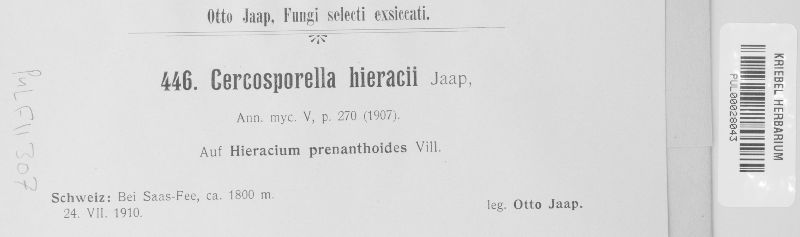 Otto Jaap, Fungi selecti exsiccati.
446. Cercosporella hieracii Jaap,
Ann. myc. V, p. 270 (1907).
Auf Hieracium prenanthoides Vill.
Schweiz: Bei Saas-Fee, ca. 1800 m.
24. VII. 1910.
leg. Otto Jaap.
PUL F11307
KRIEBEL HERBARIUM
PUL00028043